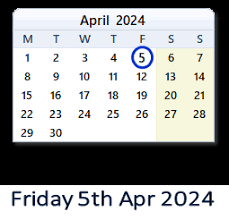 April 2024
M T W T F S S
1 2 3 4 5 6 7
8 9 10 11 12 13 14
15 16 17 18 19 20 21
22 23 24 25 26 27 28
29 30
Friday 5th Apr 2024